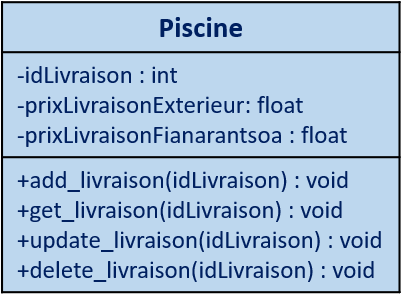 Piscine
-idLivraison : int
-prixLivraisonExterieur: float
-prixLivraisonFianarantsoa : float
+add_livraison(idLivraison) : void
+get_livraison(idLivraison) : void
+update_livraison(idLivraison) : void
+delete_livraison(idLivraison) : void